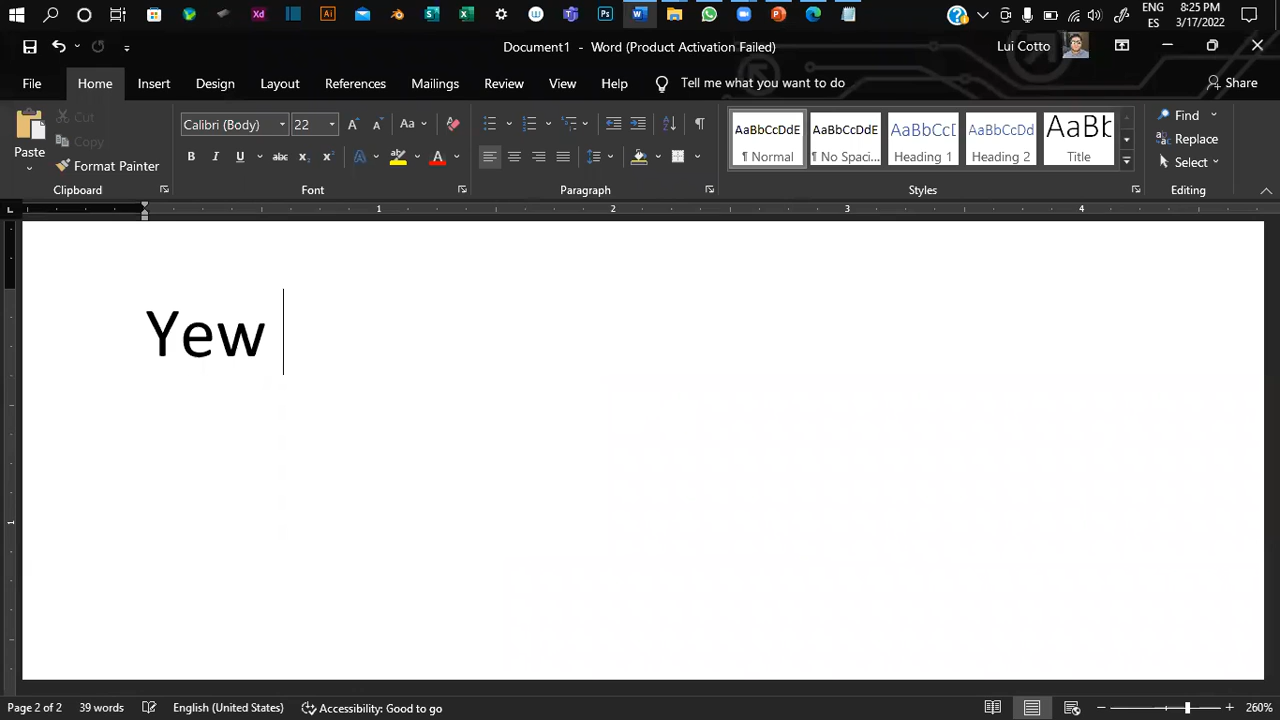 8:25 PM
ENG
ES
3/17/2022
Document1 - Word (Product Activation Failed)
Lui Cotto
File Home Insert Design Layout References Mailings Review View Help Tell me what you want to do Share
Paste
Cut
Copy
Format Painter
Clipboard
Calibri (Body) 22
Font
Paragraph
AaBbCcDdE AaBbCcDdE AaBbC( AaBbCcDd AaBb
¶ Normal ¶ No Spaci... Heading 1 Heading 2 Title
Styles
Find
Replace
Select
Editing
1 2 3 4
Yew
1
Page 2 of 2 39 words English (United States) Accessibility: Good to go 260%